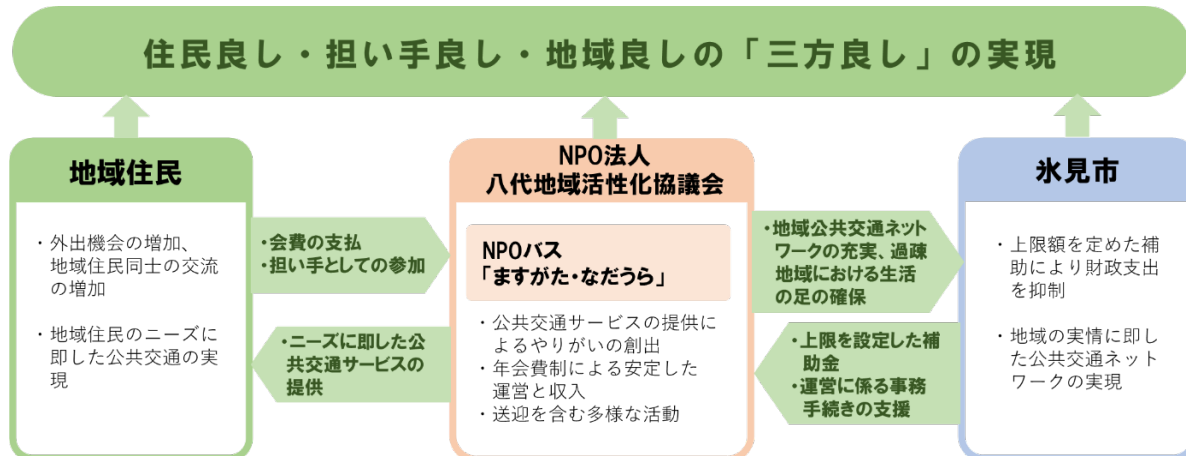 住民良し・担い手良し・地域良しの「三方良し」の実現
地域住民
・外出機会の増加、
地域住民同士の交流
の増加
・地域住民のニーズに
即した公共交通の実
現
・会費の支払
・担い手としての参加
・ニーズに即した公
共交通サービスの
提供
NPO法人
八代地域活性化協議会
NPOバス
「ますがた・なだうら」
・公共交通サービスの提供に
よるやりがいの創出
・年会費制による安定した
運営と収入
・送迎を含む多様な活動
・地域公共交通ネット
ワークの充実、過疎
地域における生活
の足の確保
・上限を設定した補
助金
・運営に係る事務
手続きの支援
氷見市
・上限額を定めた補
助により財政支出
を抑制
・地域の実情に即し
た公共交通ネット
ワークの実現